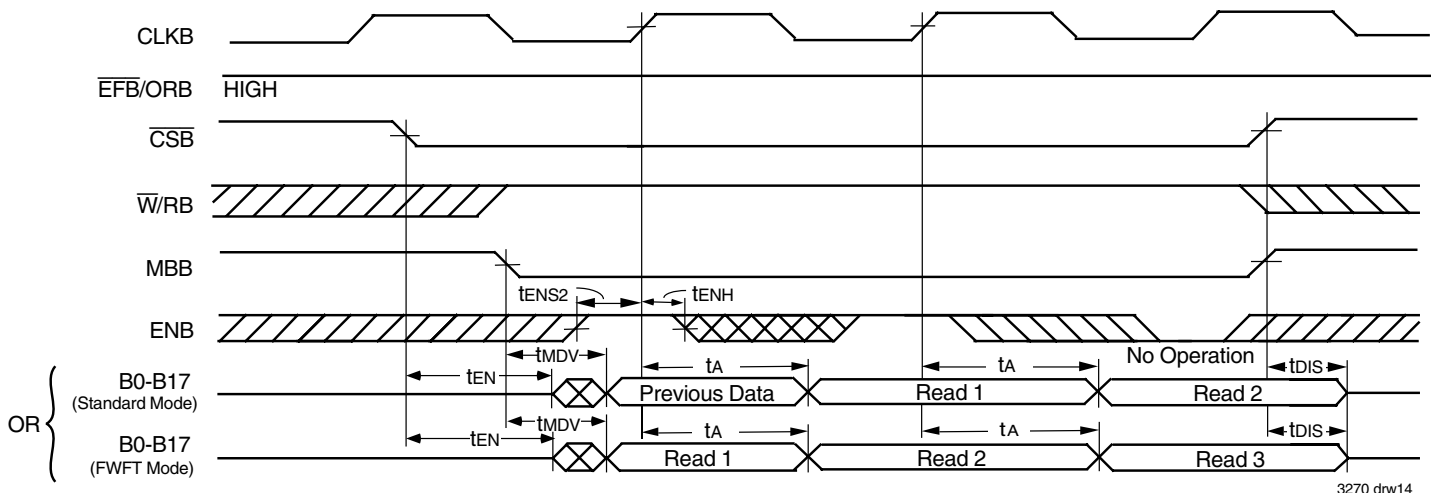 CLKB
EFB/ORB HIGH
CSB
W/RB
MBB
tENS2 tENH
ENB
No Operation
tMDV tA tA tDIS
tEN
B0-B17 Previous Data Read 1 Read 2
(Standard Mode)
OR
tMDV tA tA tDIS
tEN
B0-B17 Read 1 Read 2 Read 3
(FWFT Mode)
3270 drw14